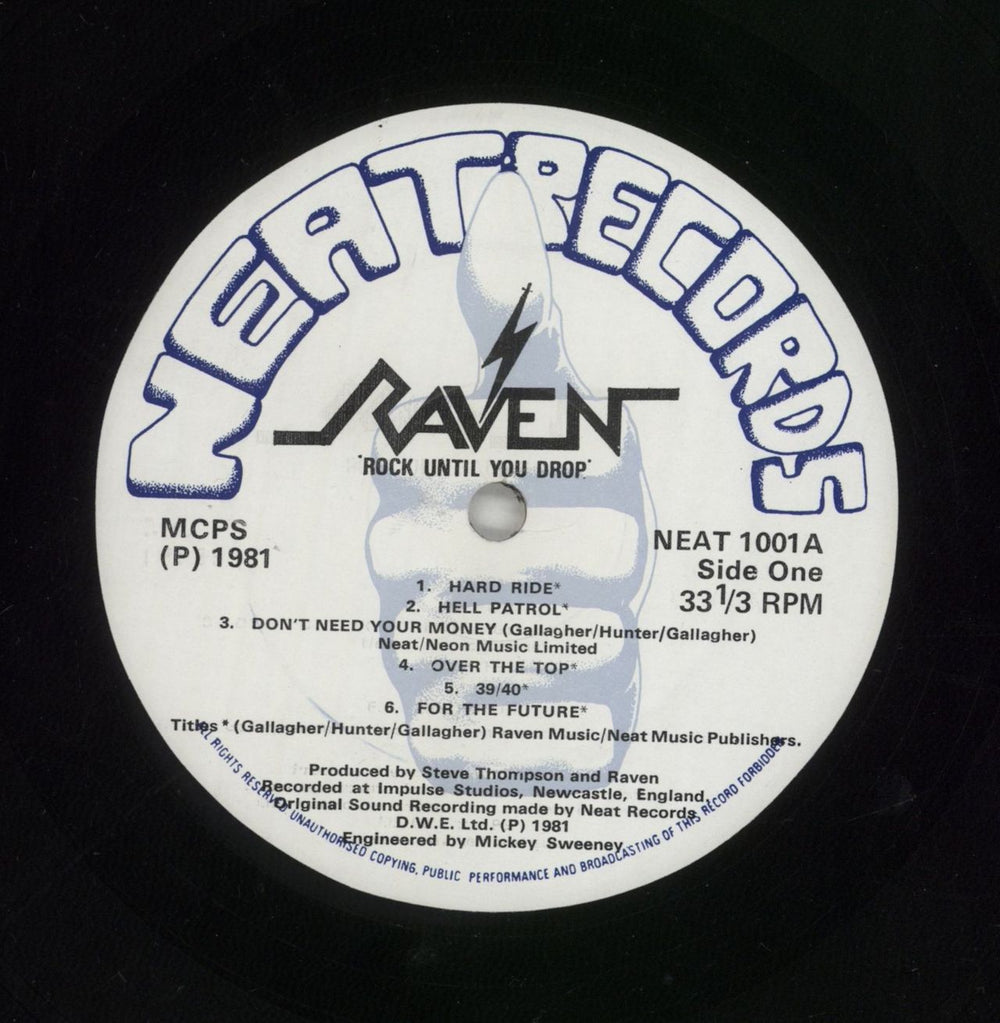 NEAT RECORDS
RAVEN
"ROCK UNTIL YOU DROP"
MCPS
(P) 1981
NEAT 1001A
Side One
33 1/3 RPM
1. HARD RIDE*
2. HELL PATROL*
3. DON'T NEED YOUR MONEY (Gallagher/Hunter/Gallagher)
Neat/Neon Music Limited
4. OVER THE TOP*
5. 39/40*
6. FOR THE FUTURE*
Titles * (Gallagher/Hunter/Gallagher) Raven Music/Neat Music Publishers.
Produced by Steve Thompson and Raven
Recorded at Impulse Studios, Newcastle, England,
Original Sound Recording made by Neat Records
D.W.E. Ltd. (P) 1981
Engineered by Mickey Sweeney
ALL RIGHTS RESERVED UNAUTHORISED COPYING, PUBLIC PERFORMANCE AND BROADCASTING OF THIS RECORD FORBIDDEN